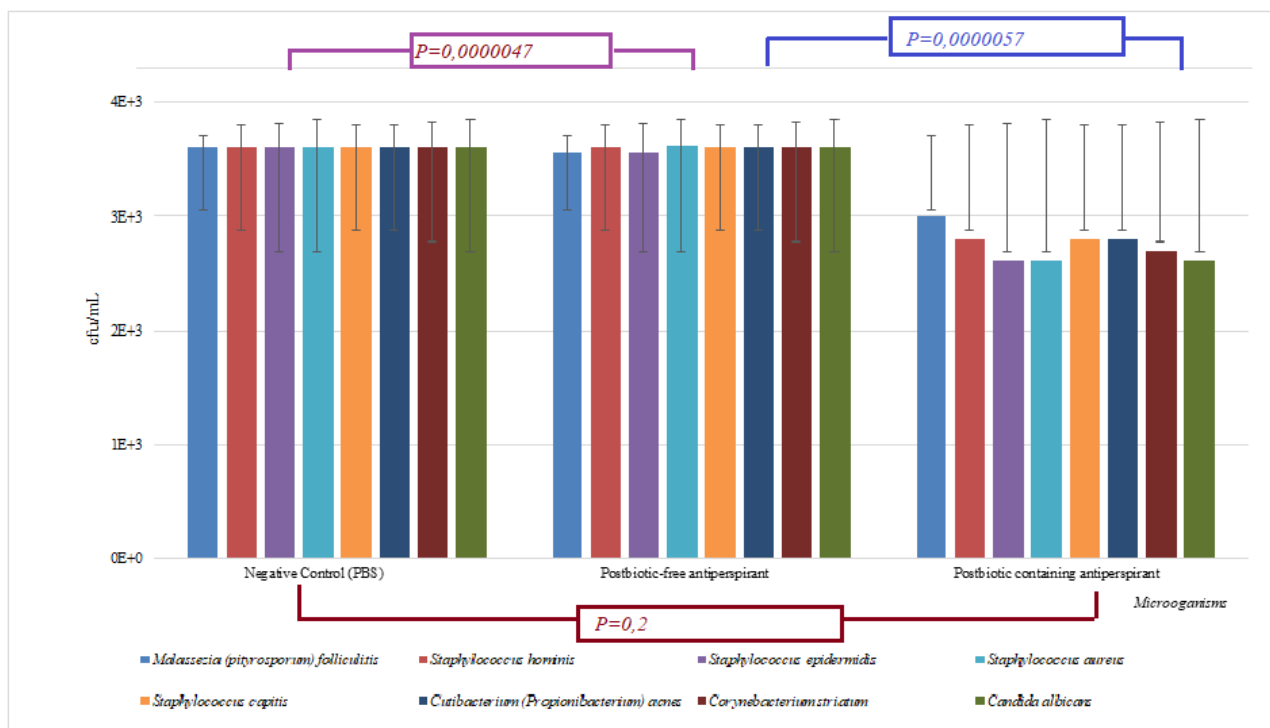 P=0,0000047
P=0,0000057
4E+3
3E+3
2E+3
1E+3
0E+0
cfu/mL
Negative Control (PBS)
Postbiotic-free antiperspirant
Postbiotic containing antiperspirant
Microoganisms
P=0,2
Malassezia (pityrosporum) folliculitis
Staphylococcus hominis
Staphylococcus epidermidis
Staphylococcus aureus
Staphylococcus capitis
Cutibacterium (Propionibacterium) acnes
Corynebacterium striatum
Candida albicans